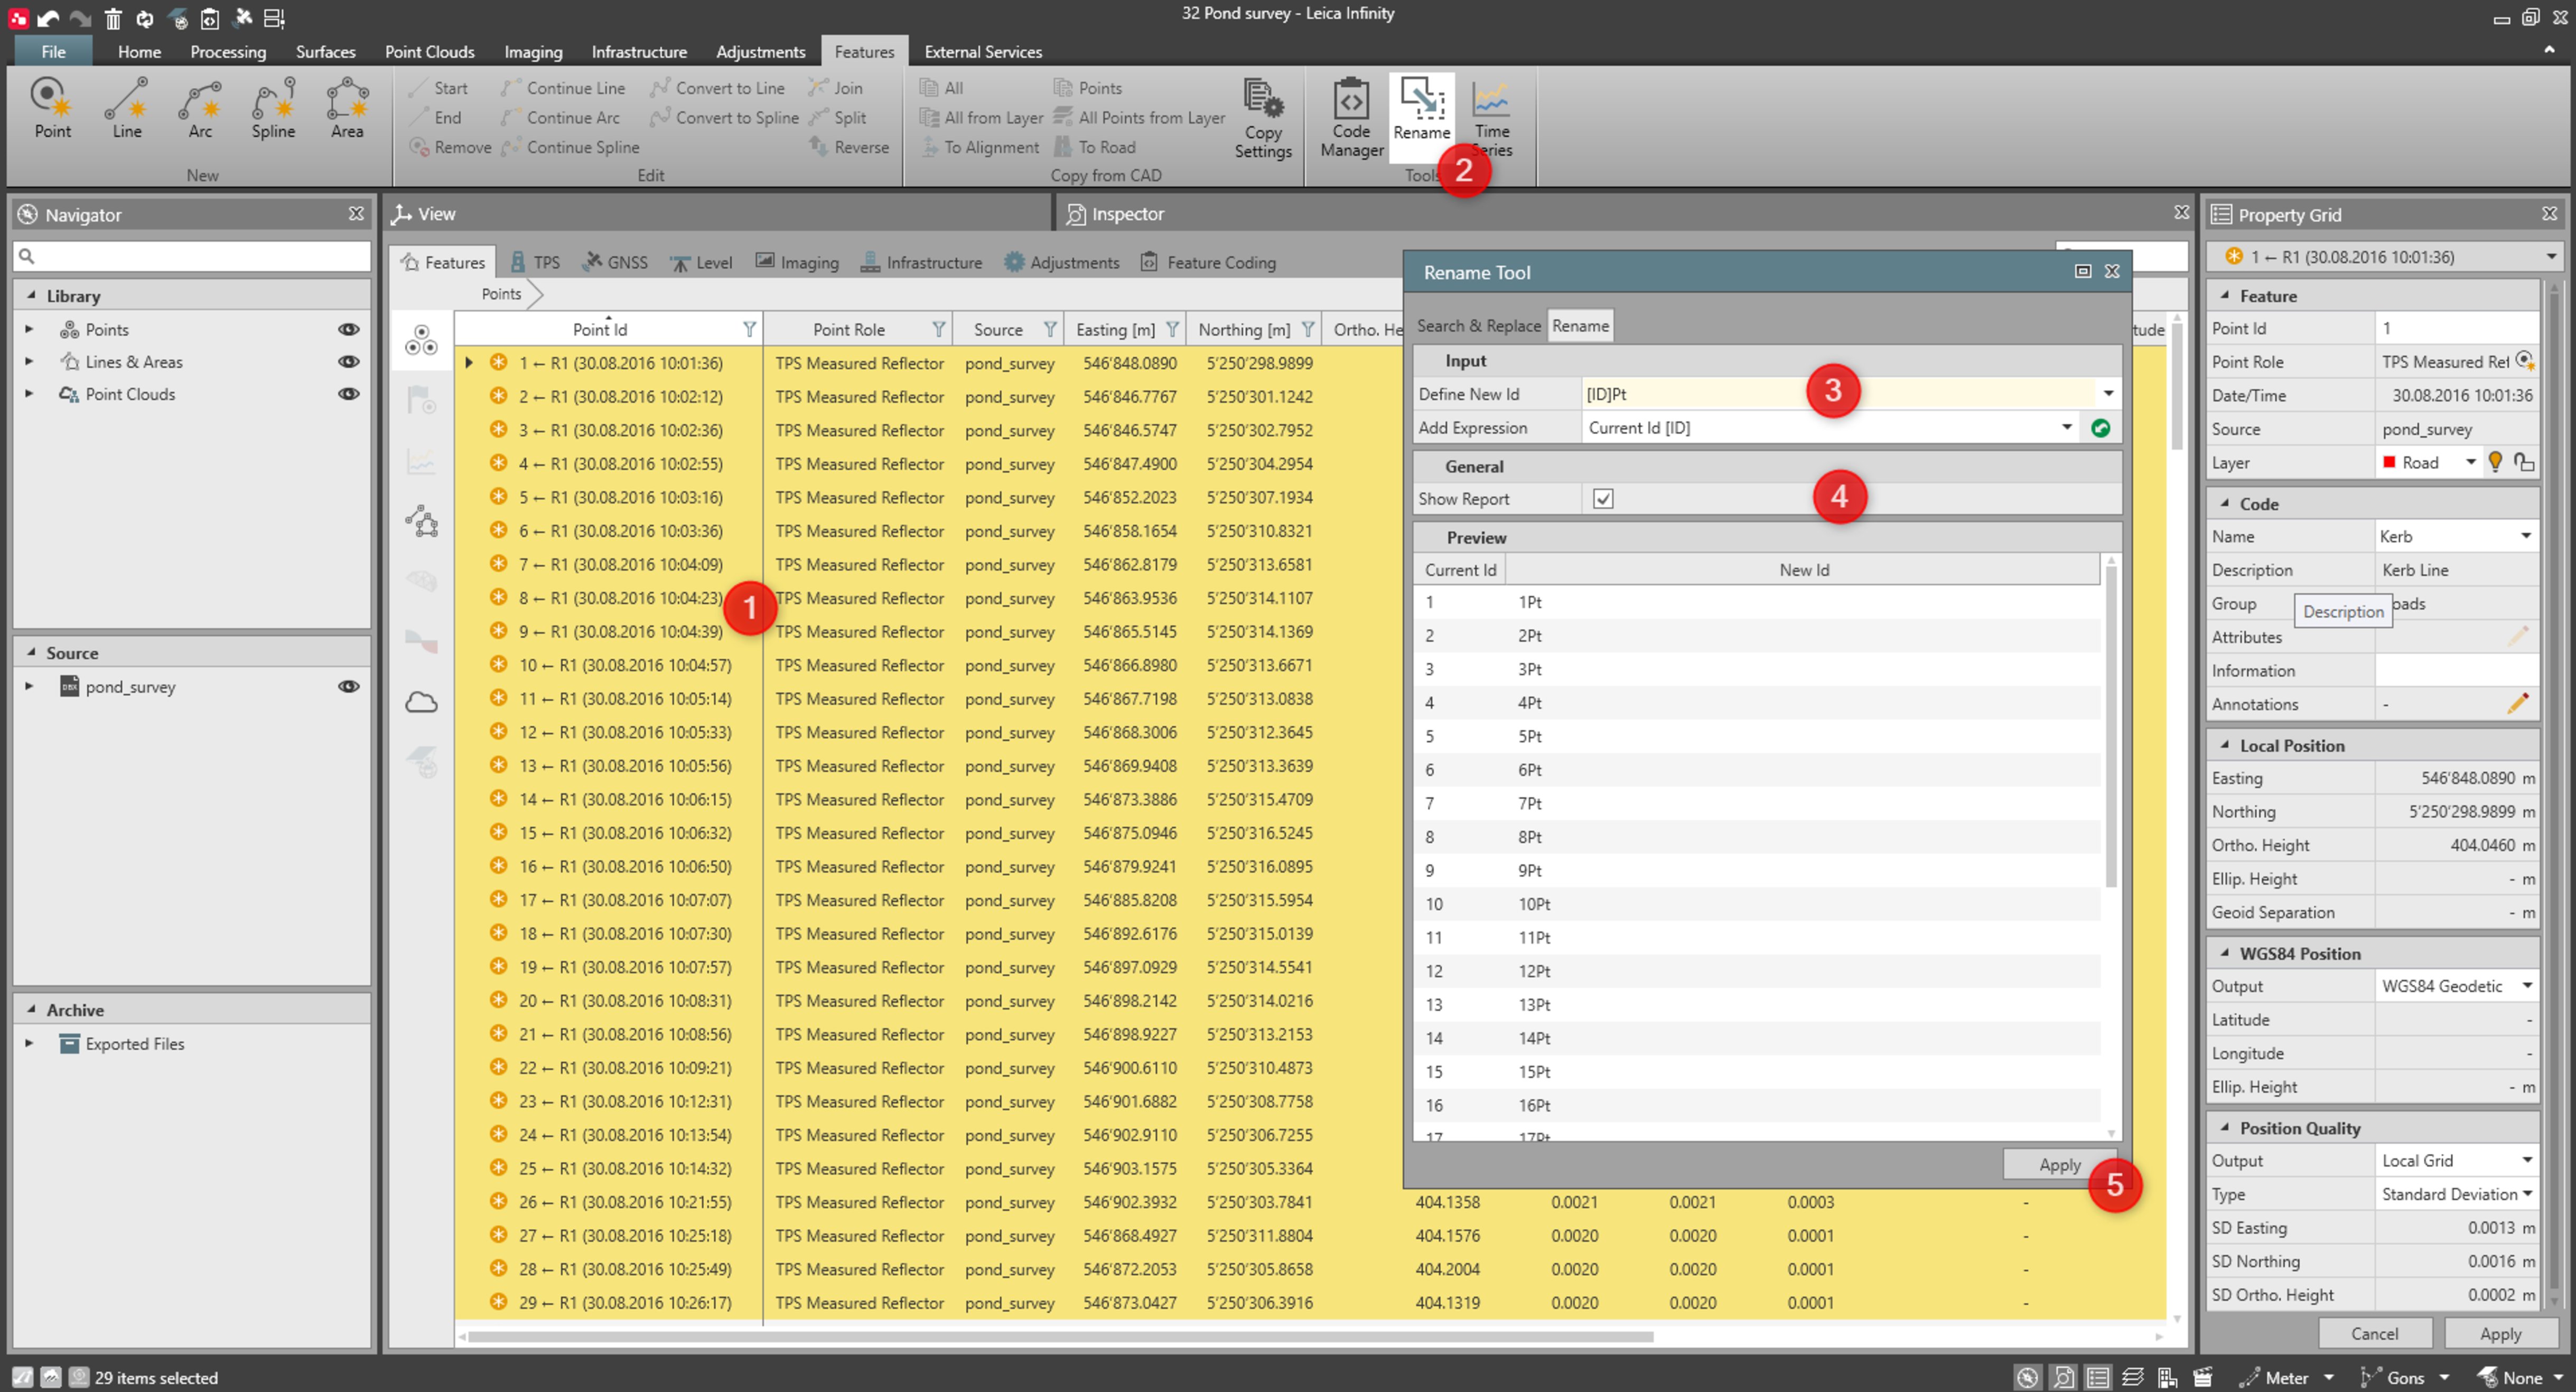 32 Pond survey - Leica Infinity
File Home Processing Surfaces Point Clouds Imaging Infrastructure Adjustments Features External Services
Point Line Arc Spline Area
New
Start Continue Line Convert to Line Join
End Continue Arc Convert to Spline Split
Remove Continue Spline Reverse
Edit
All Points
All from Layer All Points from Layer
To Alignment To Road
Copy Settings
Copy from CAD
Code Manager Rename Time Series
Tools
2
Navigator
Library
Points
Lines & Areas
Point Clouds
Source
DBX pond_survey
Archive
Exported Files
View
Inspector
Features TPS GNSS Level Imaging Infrastructure Adjustments Feature Coding
Points
Point Id Point Role Source Easting [m] Northing [m] Ortho. He tude
1 ← R1 (30.08.2016 10:01:36) TPS Measured Reflector pond_survey 546'848.0890 5'250'298.9899
2 ← R1 (30.08.2016 10:02:12) TPS Measured Reflector pond_survey 546'846.7767 5'250'301.1242
3 ← R1 (30.08.2016 10:02:36) TPS Measured Reflector pond_survey 546'846.5747 5'250'302.7952
4 ← R1 (30.08.2016 10:02:55) TPS Measured Reflector pond_survey 546'847.4900 5'250'304.2954
5 ← R1 (30.08.2016 10:03:16) TPS Measured Reflector pond_survey 546'852.2023 5'250'307.1934
6 ← R1 (30.08.2016 10:03:36) TPS Measured Reflector pond_survey 546'858.1654 5'250'310.8321
7 ← R1 (30.08.2016 10:04:09) TPS Measured Reflector pond_survey 546'862.8179 5'250'313.6581
8 ← R1 (30.08.2016 10:04:23) TPS Measured Reflector pond_survey 546'863.9536 5'250'314.1107
1
9 ← R1 (30.08.2016 10:04:39) TPS Measured Reflector pond_survey 546'865.5145 5'250'314.1369
10 ← R1 (30.08.2016 10:04:57) TPS Measured Reflector pond_survey 546'866.8980 5'250'313.6671
11 ← R1 (30.08.2016 10:05:14) TPS Measured Reflector pond_survey 546'867.7198 5'250'313.0838
12 ← R1 (30.08.2016 10:05:33) TPS Measured Reflector pond_survey 546'868.3006 5'250'312.3645
13 ← R1 (30.08.2016 10:05:56) TPS Measured Reflector pond_survey 546'869.9408 5'250'313.3639
14 ← R1 (30.08.2016 10:06:15) TPS Measured Reflector pond_survey 546'873.3886 5'250'315.4709
15 ← R1 (30.08.2016 10:06:32) TPS Measured Reflector pond_survey 546'875.0946 5'250'316.5245
16 ← R1 (30.08.2016 10:06:50) TPS Measured Reflector pond_survey 546'879.9241 5'250'316.0895
17 ← R1 (30.08.2016 10:07:07) TPS Measured Reflector pond_survey 546'885.8208 5'250'315.5954
18 ← R1 (30.08.2016 10:07:30) TPS Measured Reflector pond_survey 546'892.6176 5'250'315.0139
19 ← R1 (30.08.2016 10:07:57) TPS Measured Reflector pond_survey 546'897.0929 5'250'314.5541
20 ← R1 (30.08.2016 10:08:31) TPS Measured Reflector pond_survey 546'898.2142 5'250'314.0216
21 ← R1 (30.08.2016 10:08:56) TPS Measured Reflector pond_survey 546'898.9227 5'250'313.2153
22 ← R1 (30.08.2016 10:09:21) TPS Measured Reflector pond_survey 546'900.6110 5'250'310.4873
23 ← R1 (30.08.2016 10:12:31) TPS Measured Reflector pond_survey 546'901.6882 5'250'308.7758
24 ← R1 (30.08.2016 10:13:54) TPS Measured Reflector pond_survey 546'902.9110 5'250'306.7255
25 ← R1 (30.08.2016 10:14:32) TPS Measured Reflector pond_survey 546'903.1575 5'250'305.3364
26 ← R1 (30.08.2016 10:21:55) TPS Measured Reflector pond_survey 546'902.3932 5'250'303.7841 404.1358 0.0021 0.0021 0.0003 -
27 ← R1 (30.08.2016 10:25:18) TPS Measured Reflector pond_survey 546'868.4927 5'250'311.8804 404.1576 0.0020 0.0020 0.0001 -
28 ← R1 (30.08.2016 10:25:49) TPS Measured Reflector pond_survey 546'872.2053 5'250'305.8658 404.2004 0.0020 0.0020 0.0001 -
29 ← R1 (30.08.2016 10:26:17) TPS Measured Reflector pond_survey 546'873.0427 5'250'306.3916 404.1319 0.0020 0.0020 0.0001 -
Rename Tool
Search & Replace Rename
Input
Define New Id [ID]Pt
3
Add Expression Current Id [ID]
General
Show Report
4
Preview
Current Id New Id
1 1Pt
2 2Pt
3 3Pt
4 4Pt
5 5Pt
6 6Pt
7 7Pt
8 8Pt
9 9Pt
10 10Pt
11 11Pt
12 12Pt
13 13Pt
14 14Pt
15 15Pt
16 16Pt
17 17Pt
Apply
5
Property Grid
1 ← R1 (30.08.2016 10:01:36)
Feature
Point Id 1
Point Role TPS Measured Ref
Date/Time 30.08.2016 10:01:36
Source pond_survey
Layer Road
Code
Name Kerb
Description Kerb Line
Group oads
Description
Attributes
Information
Annotations -
Local Position
Easting 546'848.0890 m
Northing 5'250'298.9899 m
Ortho. Height 404.0460 m
Ellip. Height - m
Geoid Separation - m
WGS84 Position
Output WGS84 Geodetic
Latitude -
Longitude -
Ellip. Height - m
Position Quality
Output Local Grid
Type Standard Deviation
SD Easting 0.0013 m
SD Northing 0.0016 m
SD Ortho. Height 0.0002 m
Cancel Apply
29 items selected
Meter Gons None